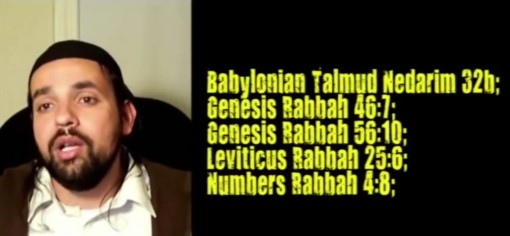 Babylonian Talmud Nedarim 32b;
Genesis Rabbah 46:7;
Genesis Rabbah 56:10;
Leviticus Rabbah 25:6;
Numbers Rabbah 4:8;